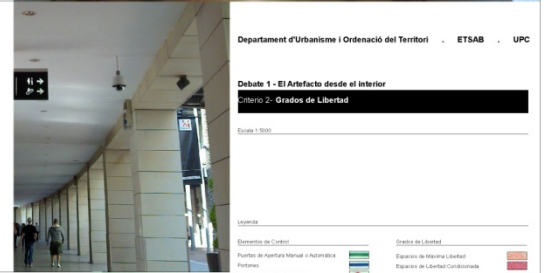 Departament d'Urbanisme i Ordenació del Territori . ETSAB . UPC
Debate 1 - El Artefacto desde el interior
Criterio 2- Grados de Libertad
Escala 1:5000
Leyenda
Elementos de Control
Grados de Libertad
Puertas de Apertura Manual o Automática
Espacios de Máxima Libertad
Portones
Espacios de Libertad Condicionada